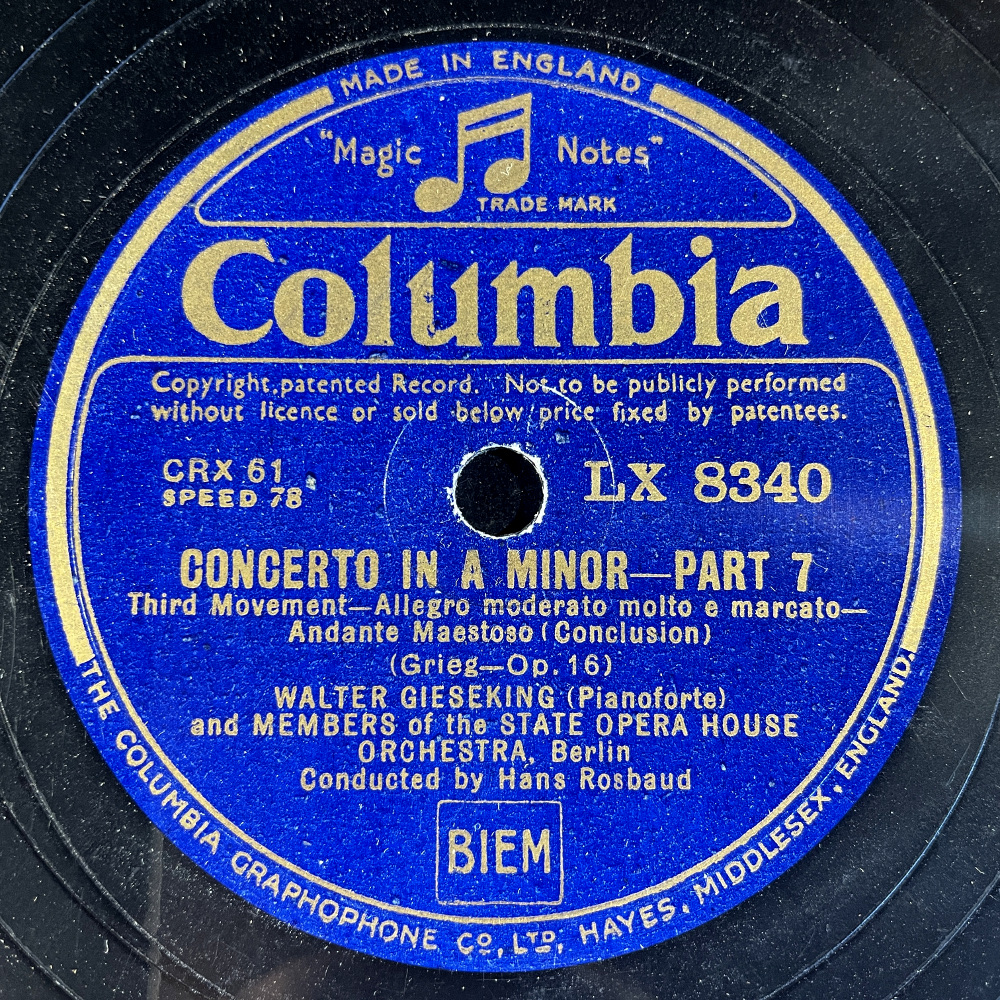 MADE IN ENGLAND
"Magic Notes"
TRADE MARK
Columbia
Copyright, patented Record. Not to be publicly performed
without licence or sold below price fixed by patentees.
CRX 61
SPEED 78
LX 8340
CONCERTO IN A MINOR—PART 7
Third Movement—Allegro moderato molto e marcato—
Andante Maestoso (Conclusion)
(Grieg—Op. 16)
WALTER GIESEKING (Pianoforte)
and MEMBERS of the STATE OPERA HOUSE
ORCHESTRA, Berlin
Conducted by Hans Rosbaud
BIEM
THE COLUMBIA GRAPHOPHONE CO., LTD., HAYES, MIDDLESEX, ENGLAND.